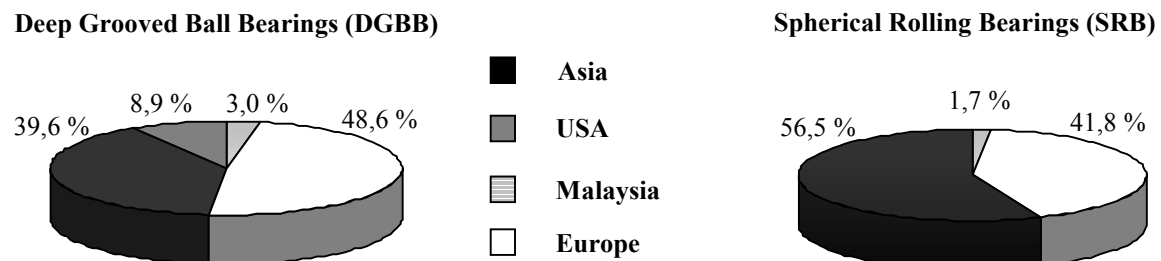 Deep Grooved Ball Bearings (DGBB)
39,6 %
8,9 %
3,0 %
48,6 %
Asia
USA
Malaysia
Europe
Spherical Rolling Bearings (SRB)
56,5 %
1,7 %
41,8 %